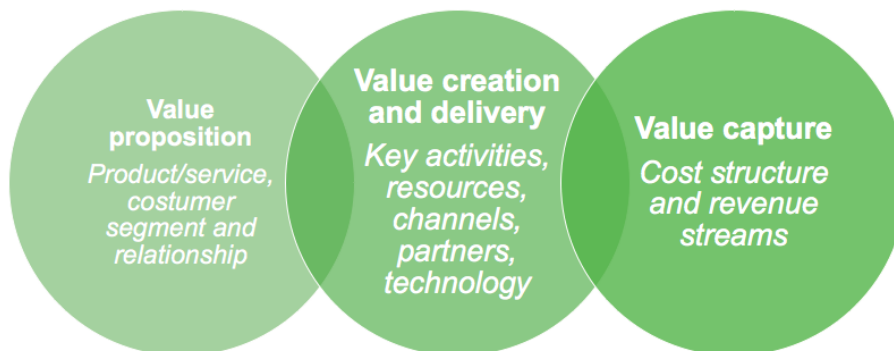 Value
proposition
Product/service,
costumer
segment and
relationship
Value creation
and delivery
Key activities,
resources,
channels,
partners,
technology
Value capture
Cost structure
and revenue
streams